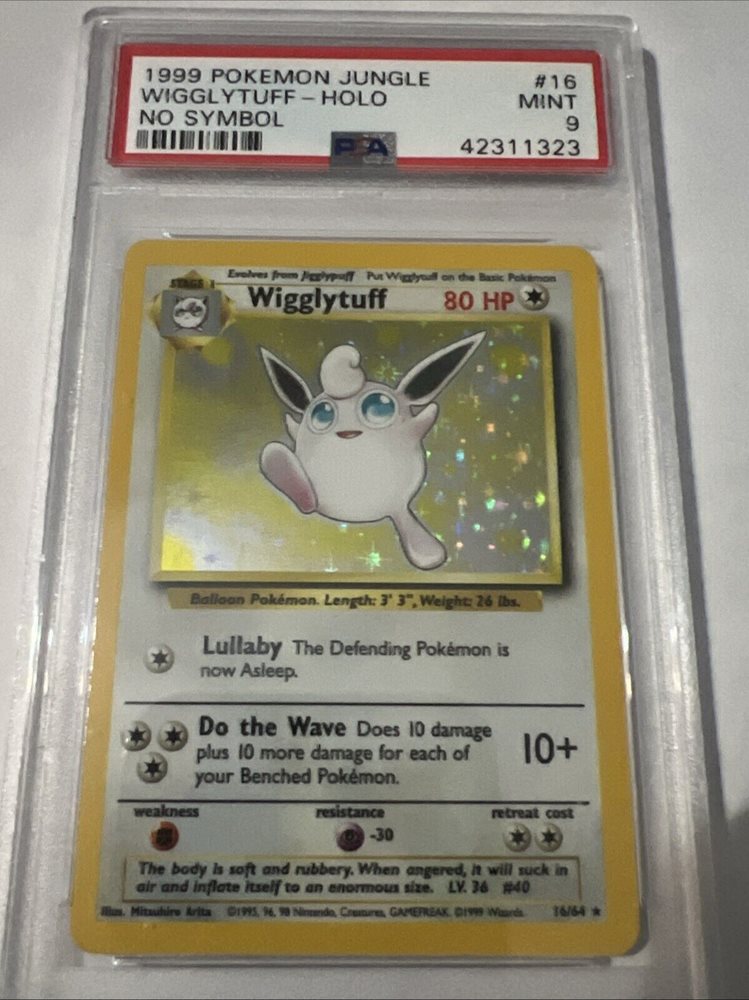 1999 POKEMON JUNGLE #16
WIGGLYTUFF - HOLO MINT
NO SYMBOL 9
PSA 42311323
Evolves from Jigglypuff Put Wigglytuff on the Basic Pokémon
STAGE 1
Wigglytuff 80 HP
Balloon Pokémon. Length: 3' 3", Weight: 26 lbs.
Lullaby The Defending Pokémon is
now Asleep.
Do the Wave Does 10 damage
plus 10 more damage for each of
your Benched Pokémon.
10+
weakness resistance retreat cost
-30
The body is soft and rubbery. When angered, it will suck in
air and inflate itself to an enormous size. LV. 36 #40
Illus. Mitsuhiro Arita ©1995, 96, 98 Nintendo, Creatures, GAMEFREAK. ©1999 Wizards. 16/64 ★